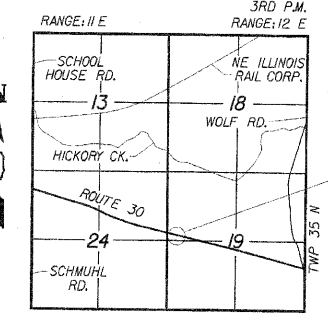 3RD P.M.
RANGE: 11 E
RANGE: 12 E
SCHOOL
HOUSE RD.
NE ILLINOIS
RAIL CORP.
13
18
WOLF RD.
HICKORY CK.
ROUTE 30
24
19
TWP 35 N
SCHMUHL
RD.